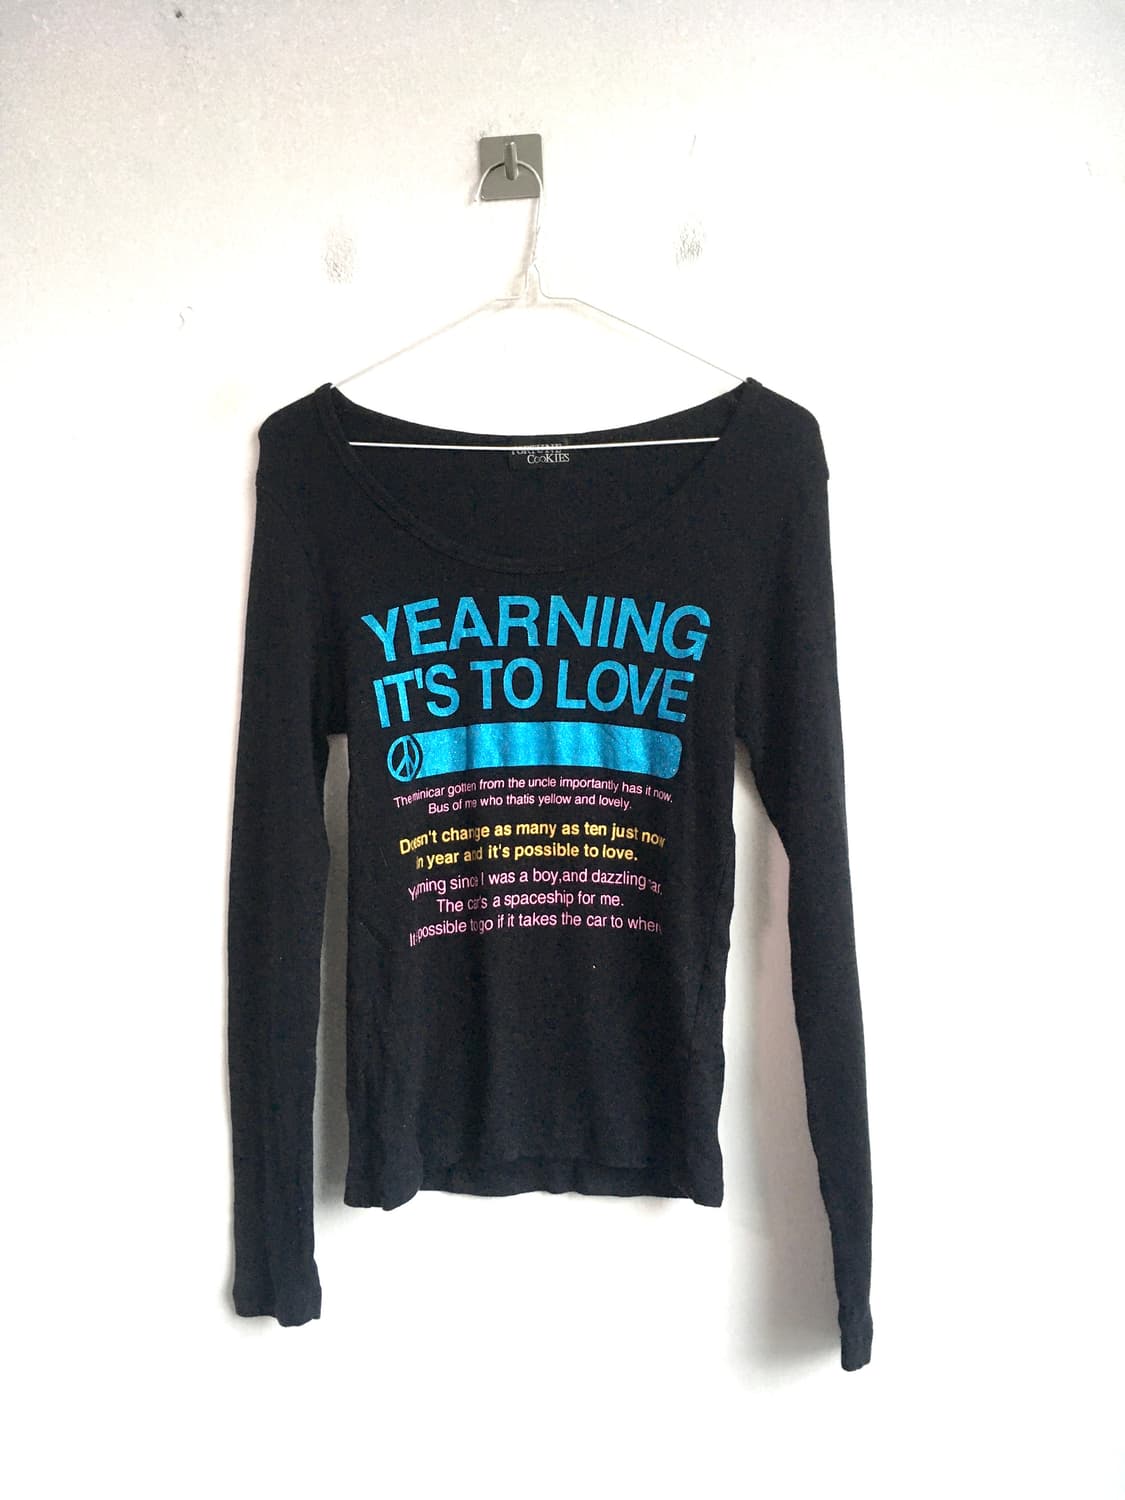 FORTUNE
COOKIES
YEARNING
IT'S TO LOVE
The minicar gotten from the uncle importantly has it now.
Bus of me who thatis yellow and lovely.
Doesn't change as many as ten just now
in year and it's possible to love.
since I was a boy,and dazzling
The car's a spaceship for me.
possible to go if it takes the car to where